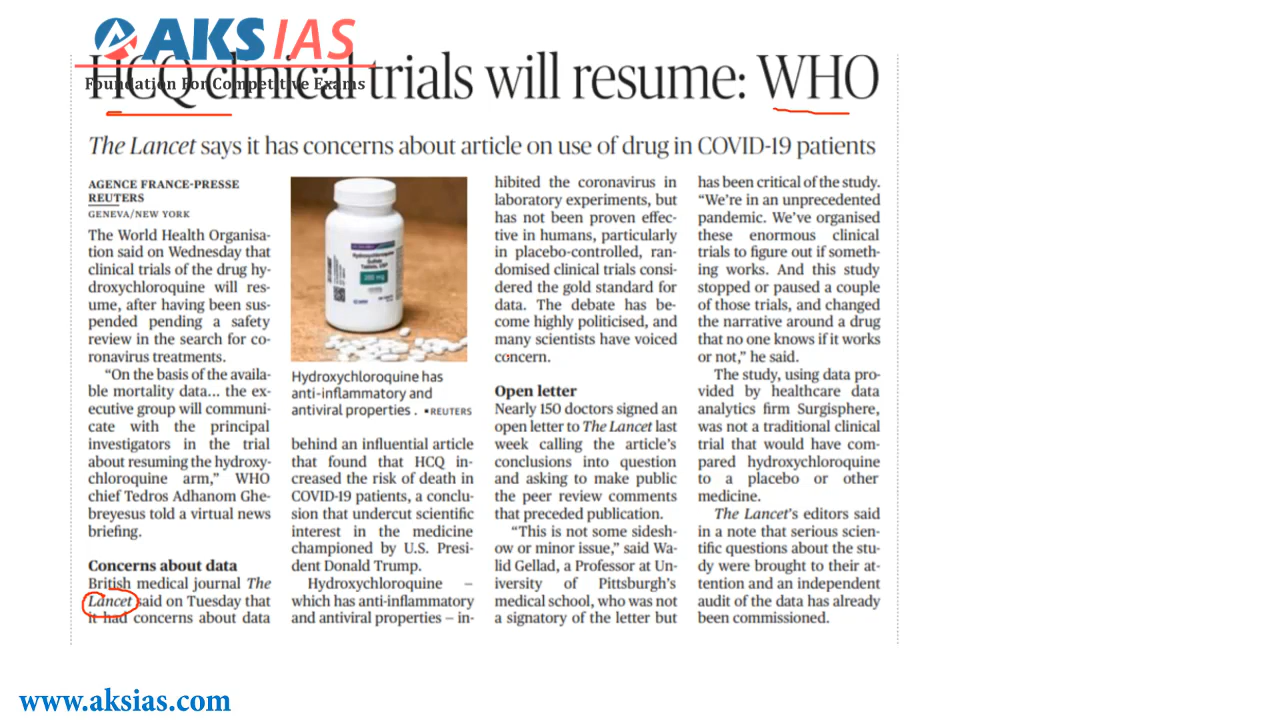 AKS IAS
Foundation For Competitive Exams
HCQ clinical trials will resume: WHO
The Lancet says it has concerns about article on use of drug in COVID-19 patients
AGENCE FRANCE-PRESSE
REUTERS
GENEVA/NEW YORK
The World Health Organisa-
tion said on Wednesday that
clinical trials of the drug hy-
droxychloroquine will res-
ume, after having been sus-
pended pending a safety
review in the search for co-
ronavirus treatments.
“On the basis of the availa-
ble mortality data... the ex-
ecutive group will communi-
cate with the principal
investigators in the trial
about resuming the hydroxy-
chloroquine arm,” WHO
chief Tedros Adhanom Ghe-
breyesus told a virtual news
briefing.
Concerns about data
British medical journal The
Lancet said on Tuesday that
it had concerns about data
Hydroxychloroquine
Sulfate
Tablets, USP
200 mg
Hydroxychloroquine has
anti-inflammatory and
antiviral properties . ▪REUTERS
behind an influential article
that found that HCQ in-
creased the risk of death in
COVID-19 patients, a conclu-
sion that undercut scientific
interest in the medicine
championed by U.S. Presi-
dent Donald Trump.
Hydroxychloroquine –
which has anti-inflammatory
and antiviral properties – in-
hibited the coronavirus in
laboratory experiments, but
has not been proven effec-
tive in humans, particularly
in placebo-controlled, ran-
domised clinical trials consi-
dered the gold standard for
data. The debate has be-
come highly politicised, and
many scientists have voiced
concern.
Open letter
Nearly 150 doctors signed an
open letter to The Lancet last
week calling the article’s
conclusions into question
and asking to make public
the peer review comments
that preceded publication.
“This is not some sidesh-
ow or minor issue,” said Wa-
lid Gellad, a Professor at Un-
iversity of Pittsburgh’s
medical school, who was not
a signatory of the letter but
has been critical of the study.
“We’re in an unprecedented
pandemic. We’ve organised
these enormous clinical
trials to figure out if someth-
ing works. And this study
stopped or paused a couple
of those trials, and changed
the narrative around a drug
that no one knows if it works
or not,” he said.
The study, using data pro-
vided by healthcare data
analytics firm Surgisphere,
was not a traditional clinical
trial that would have com-
pared hydroxychloroquine
to a placebo or other
medicine.
The Lancet’s editors said
in a note that serious scien-
tific questions about the stu-
dy were brought to their at-
tention and an independent
audit of the data has already
been commissioned.
www.aksias.com